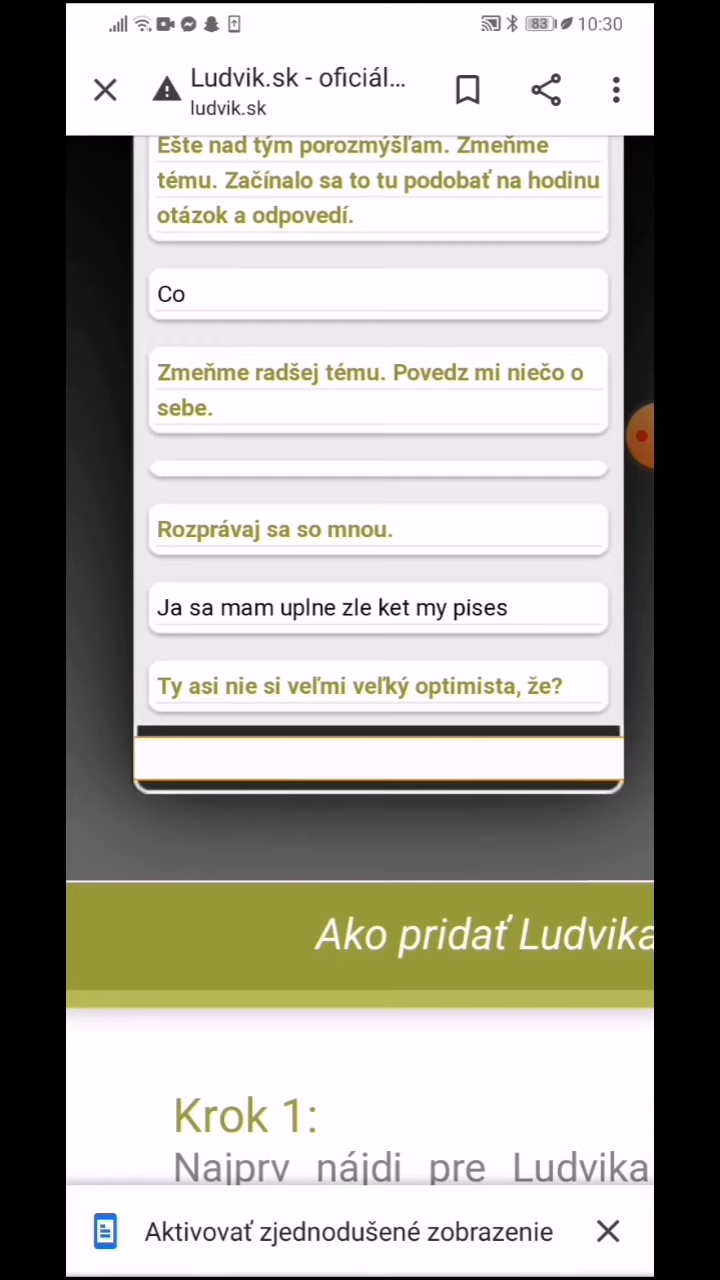 83 10:30
Ludvik.sk - oficiál...
ludvik.sk
Ešte nad tým porozmýšľam. Zmeňme
tému. Začínalo sa to tu podobať na hodinu
otázok a odpovedí.
Co
Zmeňme radšej tému. Povedz mi niečo o
sebe.
Rozprávaj sa so mnou.
Ja sa mam uplne zle ket my pises
Ty asi nie si veľmi veľký optimista, že?
Ako pridať Ludvika
Krok 1:
Najprv nájdi pre Ludvika
Aktivovať zjednodušené zobrazenie